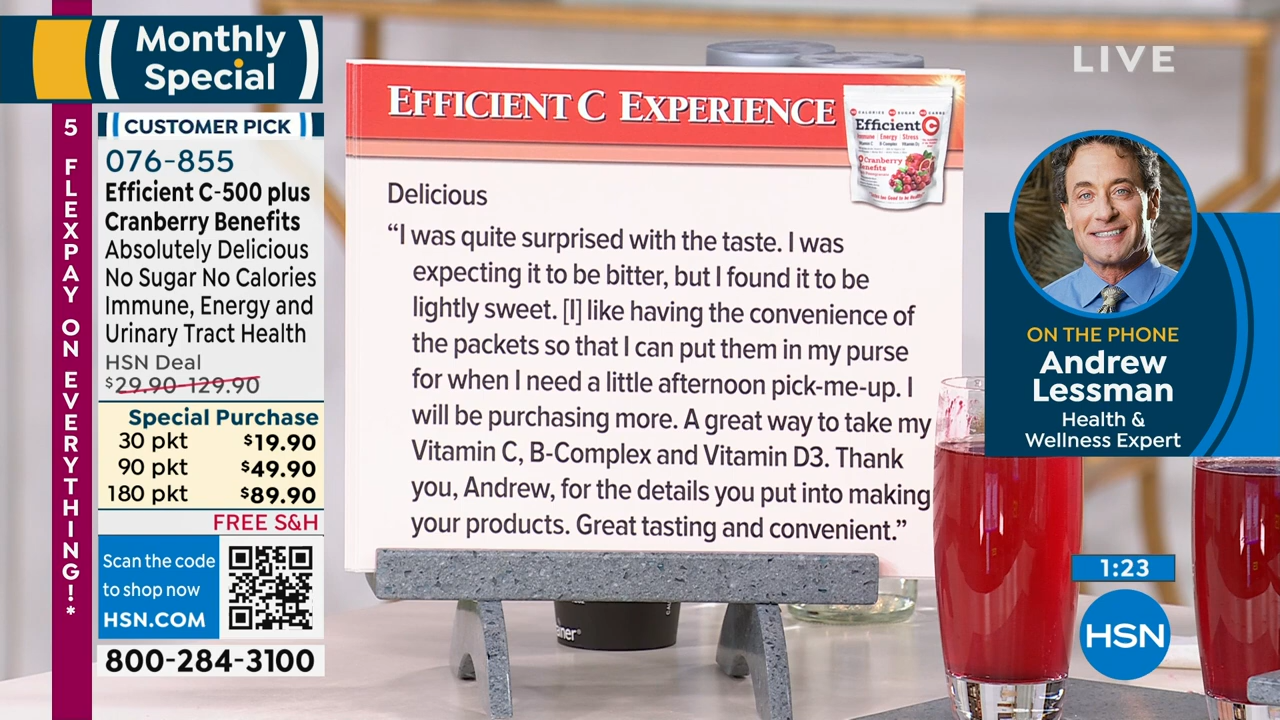 Monthly
Special
5 FLEXPAY ON EVERYTHING!*
CUSTOMER PICK
076-855
Efficient C-500 plus
Cranberry Benefits
Absolutely Delicious
No Sugar No Calories
Immune, Energy and
Urinary Tract Health
HSN Deal
$29.90-129.90
Special Purchase
30 pkt $19.90
90 pkt $49.90
180 pkt $89.90
FREE S&H
Scan the code
to shop now
HSN.COM
800-284-3100
EFFICIENT C EXPERIENCE
Efficient C
Immune Energy Stress
Vitamin C B Complex Vitamin D3
Cranberry
Benefits
Delicious
“I was quite surprised with the taste. I was
expecting it to be bitter, but I found it to be
lightly sweet. [I] like having the convenience of
the packets so that I can put them in my purse
for when I need a little afternoon pick-me-up. I
will be purchasing more. A great way to take my
Vitamin C, B-Complex and Vitamin D3. Thank
you, Andrew, for the details you put into making
your products. Great tasting and convenient.”
LIVE
ON THE PHONE
Andrew
Lessman
Health &
Wellness Expert
1:23
HSN